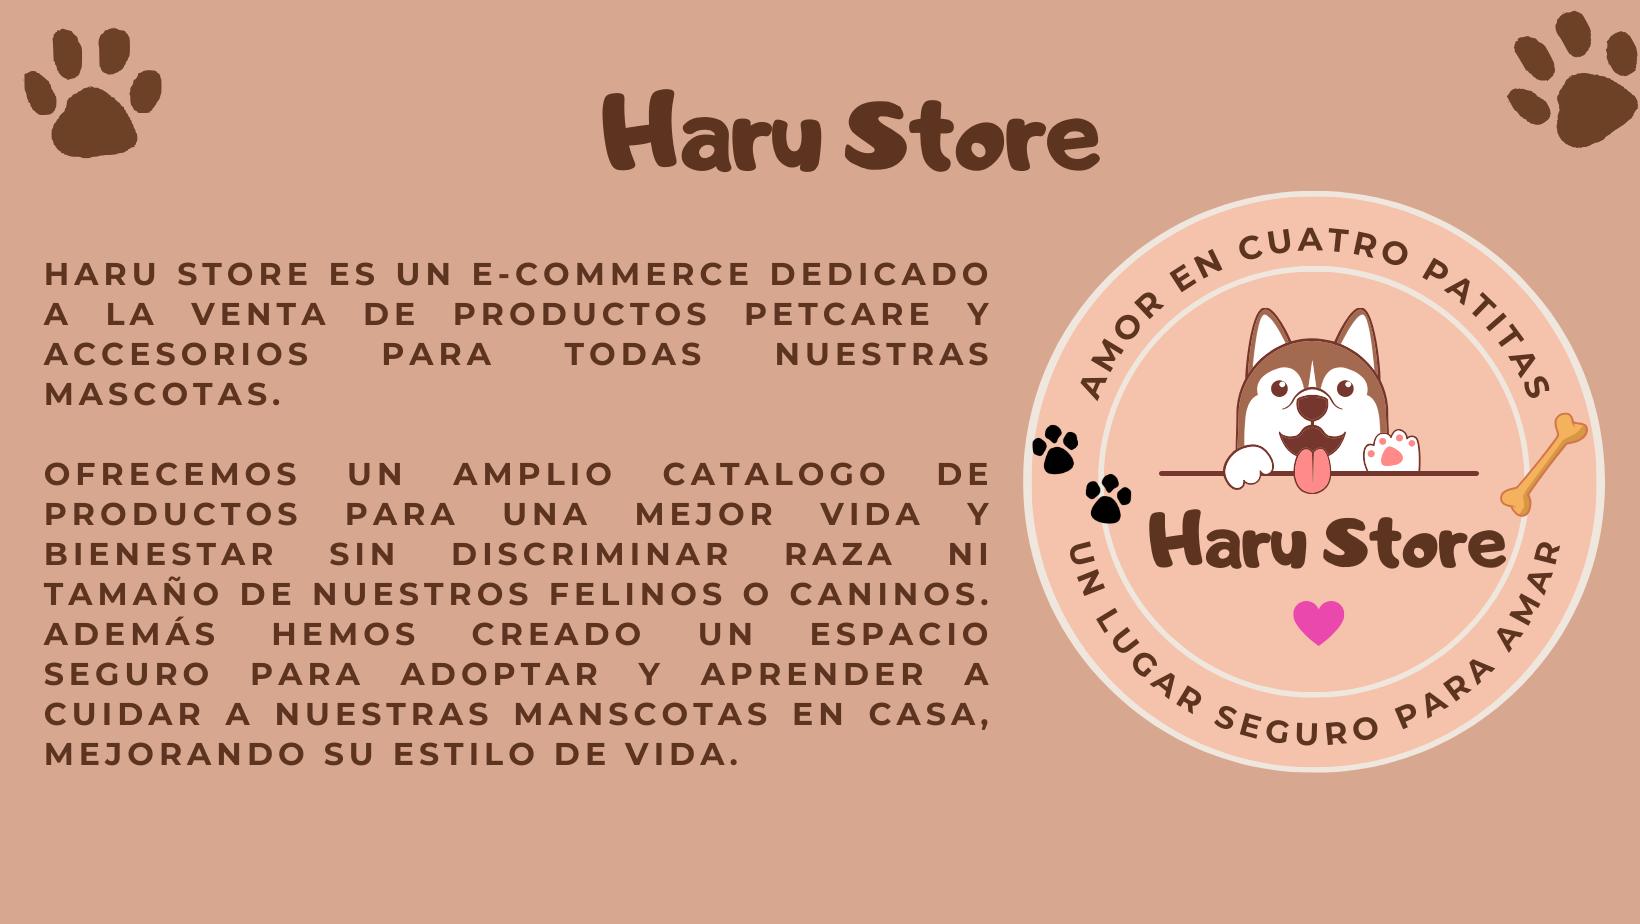 Haru Store
HARU STORE ES UN E-COMMERCE DEDICADO
A LA VENTA DE PRODUCTOS PETCARE Y
ACCESORIOS PARA TODAS NUESTRAS
MASCOTAS.
OFRECEMOS UN AMPLIO CATALOGO DE
PRODUCTOS PARA UNA MEJOR VIDA Y
BIENESTAR SIN DISCRIMINAR RAZA NI
TAMAÑO DE NUESTROS FELINOS O CANINOS.
ADEMÁS HEMOS CREADO UN ESPACIO
SEGURO PARA ADOPTAR Y APRENDER A
CUIDAR A NUESTRAS MANSCOTAS EN CASA,
MEJORANDO SU ESTILO DE VIDA.
AMOR EN CUATRO PATITAS
Haru Store
UN LUGAR SEGURO PARA AMAR